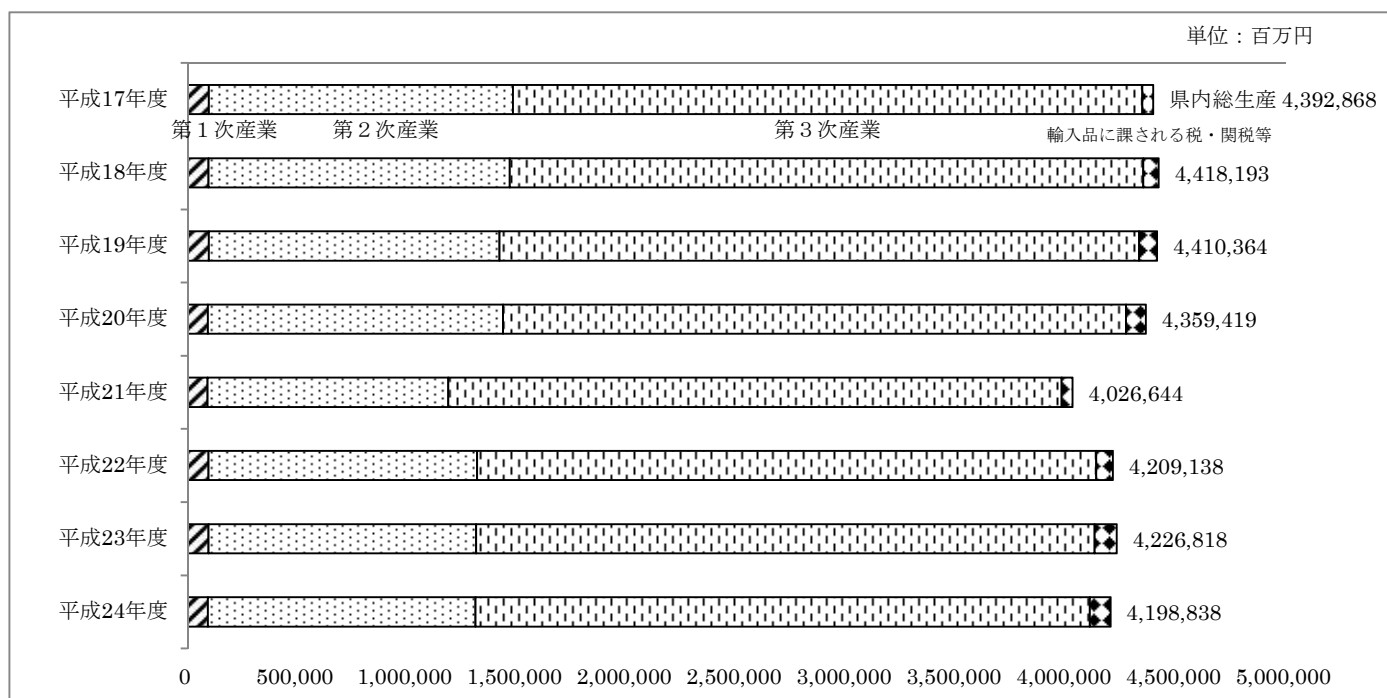 単位：百万円
平成17年度
県内総生産 4,392,868
第１次産業
第２次産業
第３次産業
輸入品に課される税・関税等
平成18年度
4,418,193
平成19年度
4,410,364
平成20年度
4,359,419
平成21年度
4,026,644
平成22年度
4,209,138
平成23年度
4,226,818
平成24年度
4,198,838
0 500,000 1,000,000 1,500,000 2,000,000 2,500,000 3,000,000 3,500,000 4,000,000 4,500,000 5,000,000